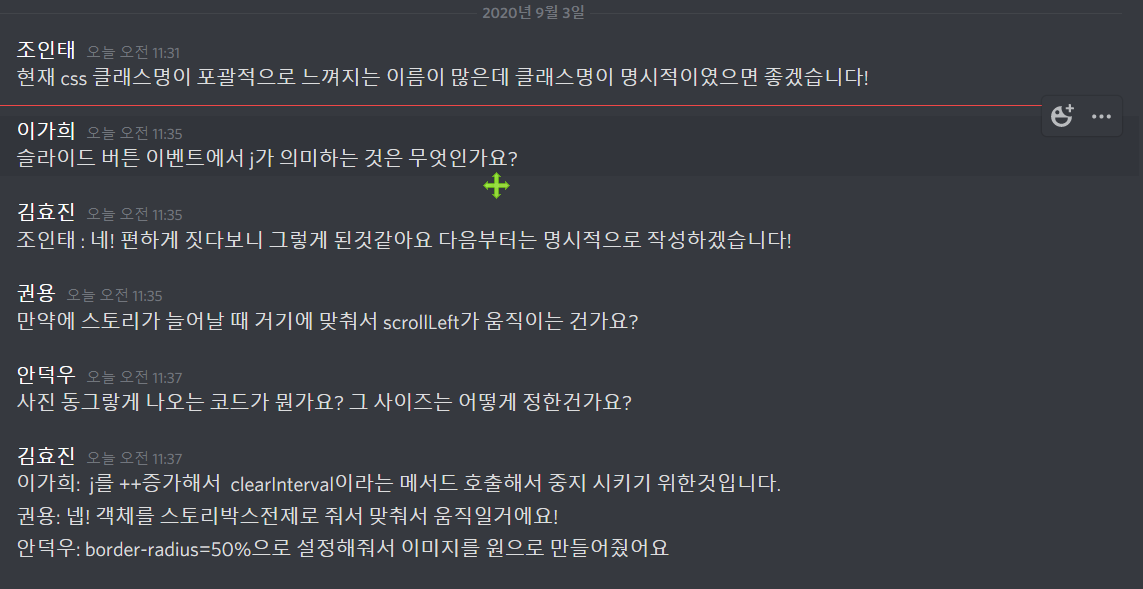 2020년 9월 3일
조인태 오늘 오전 11:31
현재 css 클래스명이 포괄적으로 느껴지는 이름이 많은데 클래스명이 명시적이였으면 좋겠습니다!
이가희 오늘 오전 11:35
슬라이드 버튼 이벤트에서 j가 의미하는 것은 무엇인가요?
김효진 오늘 오전 11:35
조인태 : 네! 편하게 짓다보니 그렇게 된것같아요 다음부터는 명시적으로 작성하겠습니다!
권용 오늘 오전 11:35
만약에 스토리가 늘어날 때 거기에 맞춰서 scrollLeft가 움직이는 건가요?
안덕우 오늘 오전 11:37
사진 동그랗게 나오는 코드가 뭔가요? 그 사이즈는 어떻게 정한건가요?
김효진 오늘 오전 11:37
이가희: j를 ++증가해서 clearInterval이라는 메서드 호출해서 중지 시키기 위한것입니다.
권용: 넵! 객체를 스토리박스전제로 줘서 맞춰서 움직일거에요!
안덕우: border-radius=50%으로 설정해줘서 이미지를 원으로 만들어줬어요